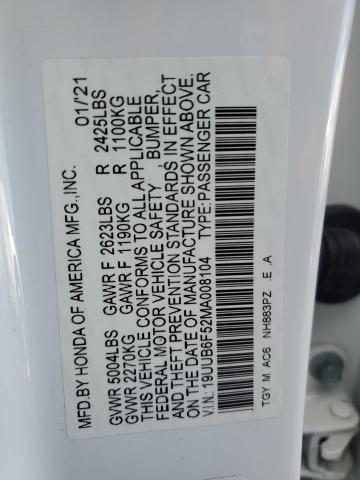 MFD.BY HONDA OF AMERICA MFG.,INC. 01/'21
GVWR 5004LBS GAWR F 2623LBS R 2425LBS
GVWR 2270KG GAWR F 1190KG R 1100KG
THIS VEHICLE CONFORMS TO ALL APPLICABLE
FEDERAL MOTOR VEHICLE SAFETY , BUMPER,
AND THEFT PREVENTION STANDARDS IN EFFECT
ON THE DATE OF MANUFACTURE SHOWN ABOVE.
V.I.N.:19UUB6F52MA008104 TYPE:PASSENGER CAR
TGY M AC6 NH883PZ .E .A